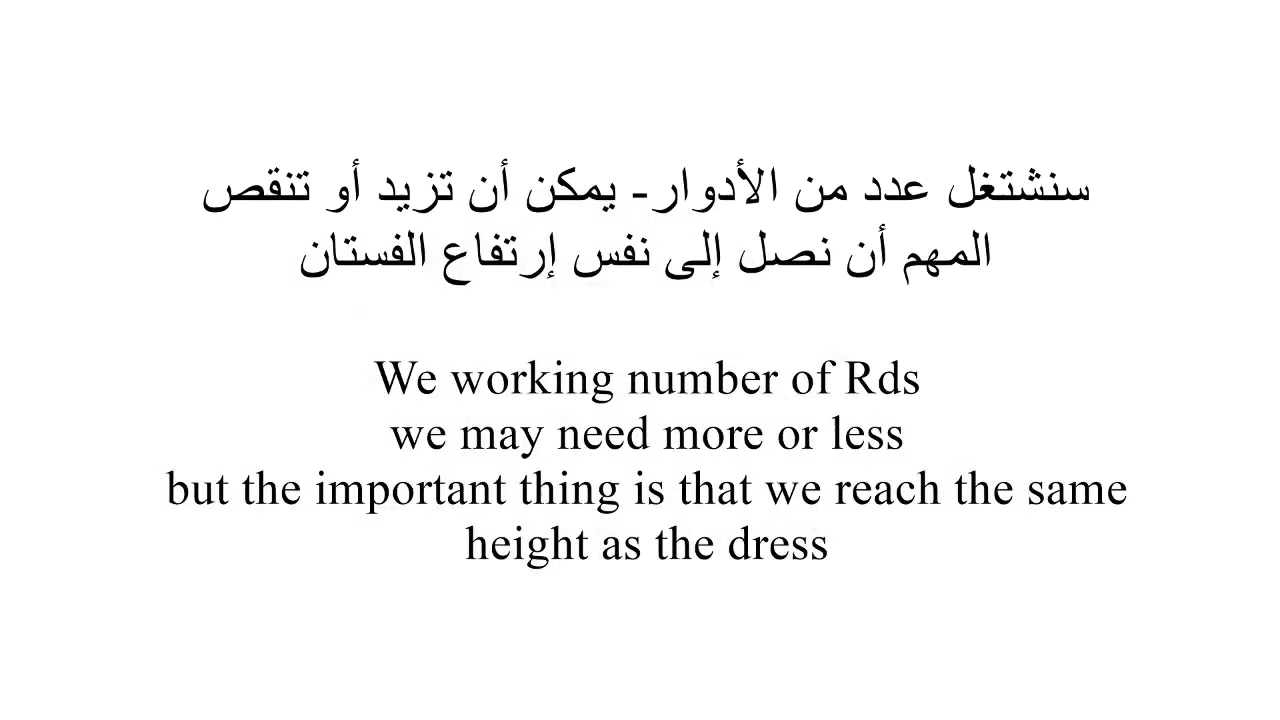 سنشتغل عدد من الأدوار- يمكن أن تزيد أو تنقص
المهم أن نصل إلى نفس إرتفاع الفستان
We working number of Rds
we may need more or less
but the important thing is that we reach the same
height as the dress